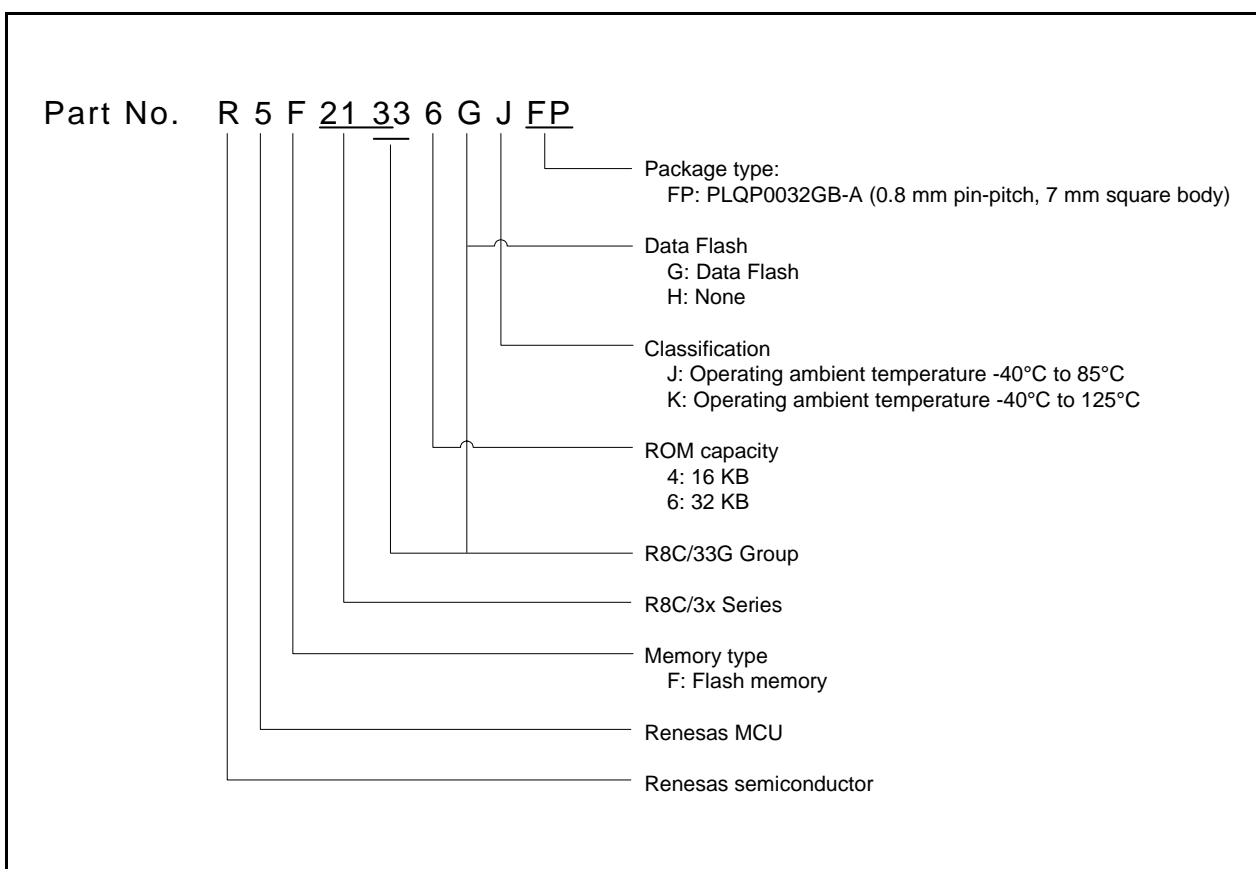 Part No. R 5 F 21 33 6 G J FP
Package type:
FP: PLQP0032GB-A (0.8 mm pin-pitch, 7 mm square body)
Data Flash
G: Data Flash
H: None
Classification
J: Operating ambient temperature -40°C to 85°C
K: Operating ambient temperature -40°C to 125°C
ROM capacity
4: 16 KB
6: 32 KB
R8C/33G Group
R8C/3x Series
Memory type
F: Flash memory
Renesas MCU
Renesas semiconductor